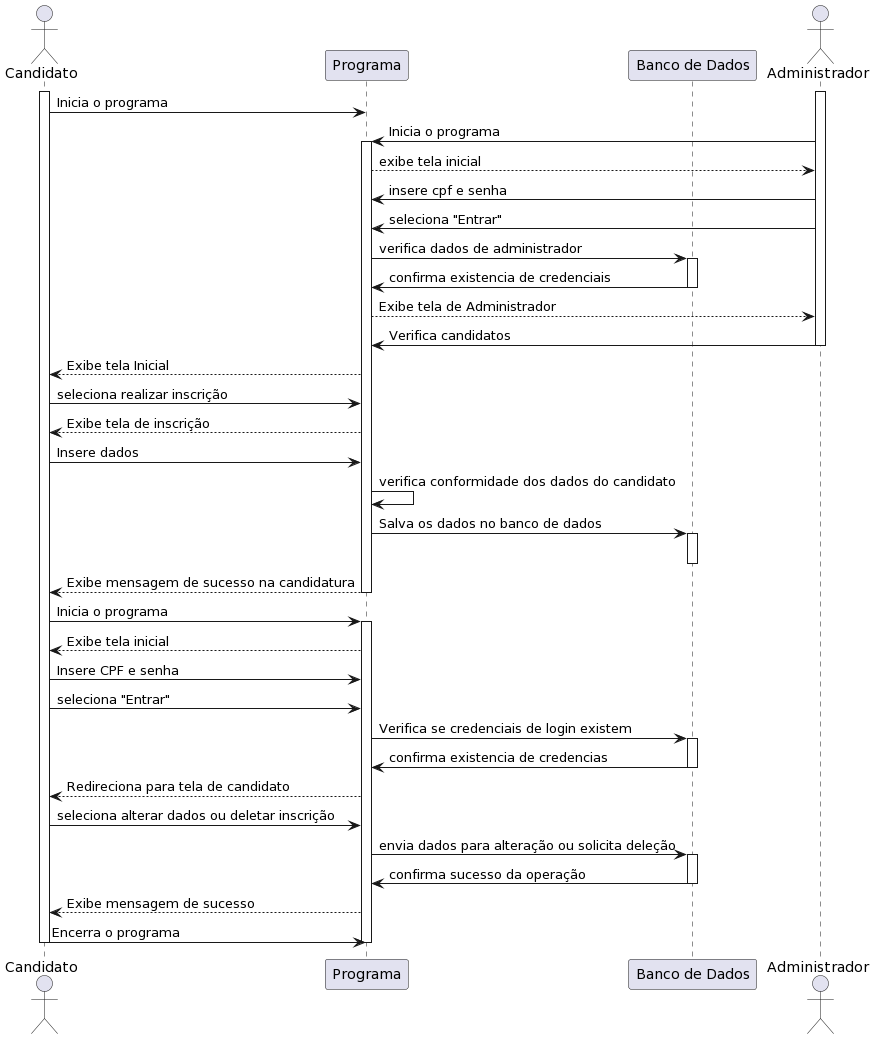 Candidato
Programa
Banco de Dados
Administrador
Inicia o programa
Inicia o programa
exibe tela inicial
insere cpf e senha
seleciona "Entrar"
verifica dados de administrador
confirma existencia de credenciais
Exibe tela de Administrador
Verifica candidatos
Exibe tela Inicial
seleciona realizar inscrição
Exibe tela de inscrição
Insere dados
verifica conformidade dos dados do candidato
Salva os dados no banco de dados
Exibe mensagem de sucesso na candidatura
Inicia o programa
Exibe tela inicial
Insere CPF e senha
seleciona "Entrar"
Verifica se credenciais de login existem
confirma existencia de credencias
Redireciona para tela de candidato
seleciona alterar dados ou deletar inscrição
envia dados para alteração ou solicita deleção
confirma sucesso da operação
Exibe mensagem de sucesso
Encerra o programa
Candidato
Programa
Banco de Dados
Administrador